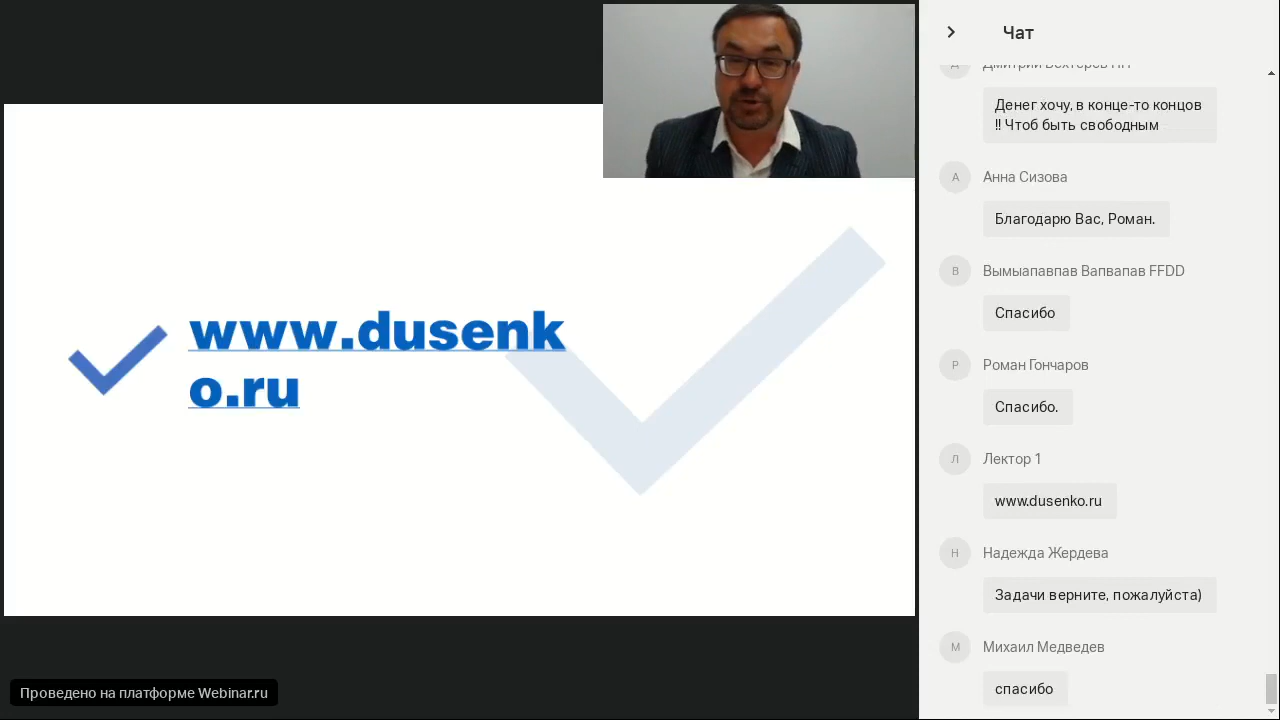 www.dusenk
o.ru
Проведено на платформе Webinar.ru
Чат
Денег хочу, в конце-то концов
!! Чтоб быть свободным
А
Анна Сизова
Благодарю Вас, Роман.
В
Вымыапавпав Вапвапав FFDD
Спасибо
Р
Роман Гончаров
Спасибо.
Л
Лектор 1
www.dusenko.ru
Н
Надежда Жердева
Задачи верните, пожалуйста)
М
Михаил Медведев
спасибо